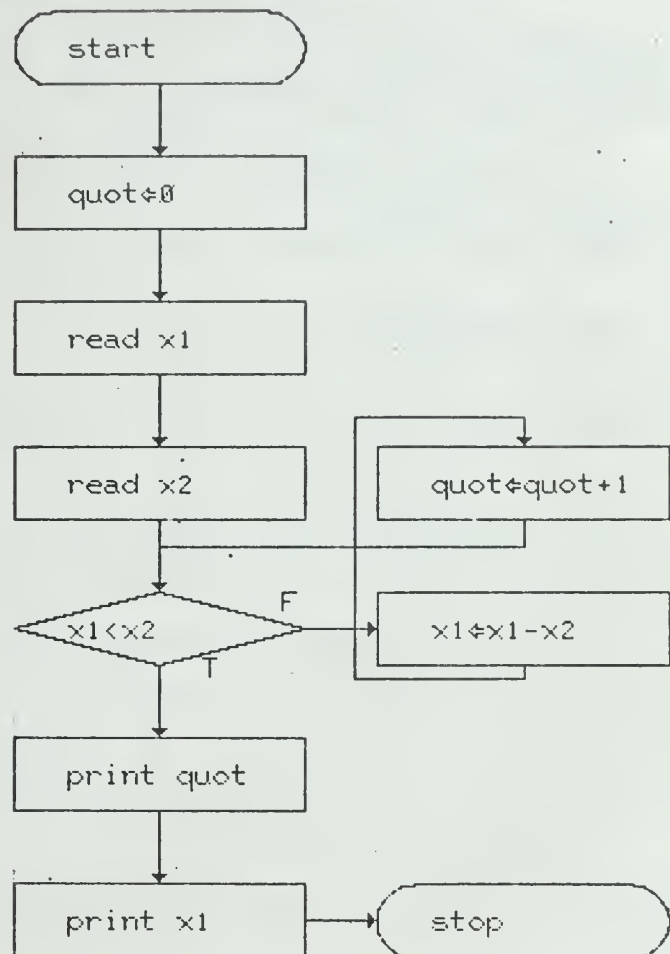 start
quot⇐0
read x1
read x2
quot⇐quot+1
x1<x2
F
T
x1⇐x1-x2
print quot
print x1
stop